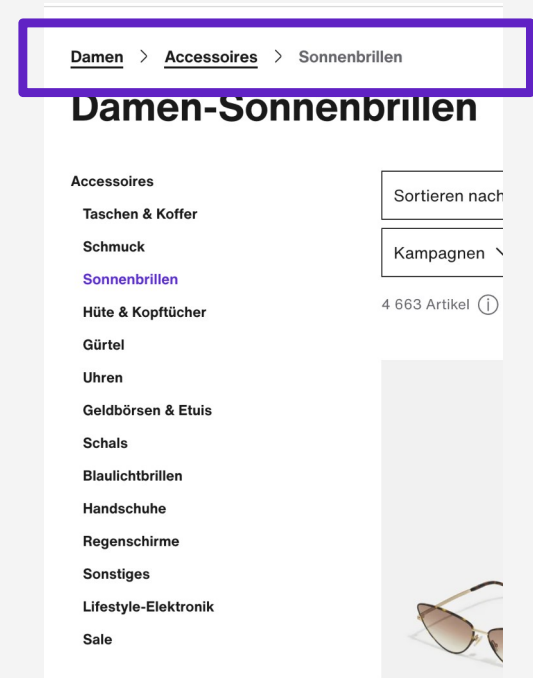 Damen > Accessoires > Sonnenbrillen
Damen-Sonnenbrillen
Accessoires
Taschen & Koffer
Schmuck
Sonnenbrillen
Hüte & Kopftücher
Gürtel
Uhren
Geldbörsen & Etuis
Schals
Blaulichtbrillen
Handschuhe
Regenschirme
Sonstiges
Lifestyle-Elektronik
Sale
Sortieren nach
Kampagnen
4 663 Artikel i